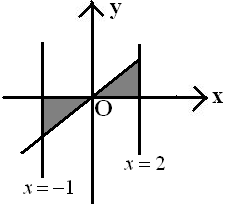 y
x
O
x = 2
x = -1